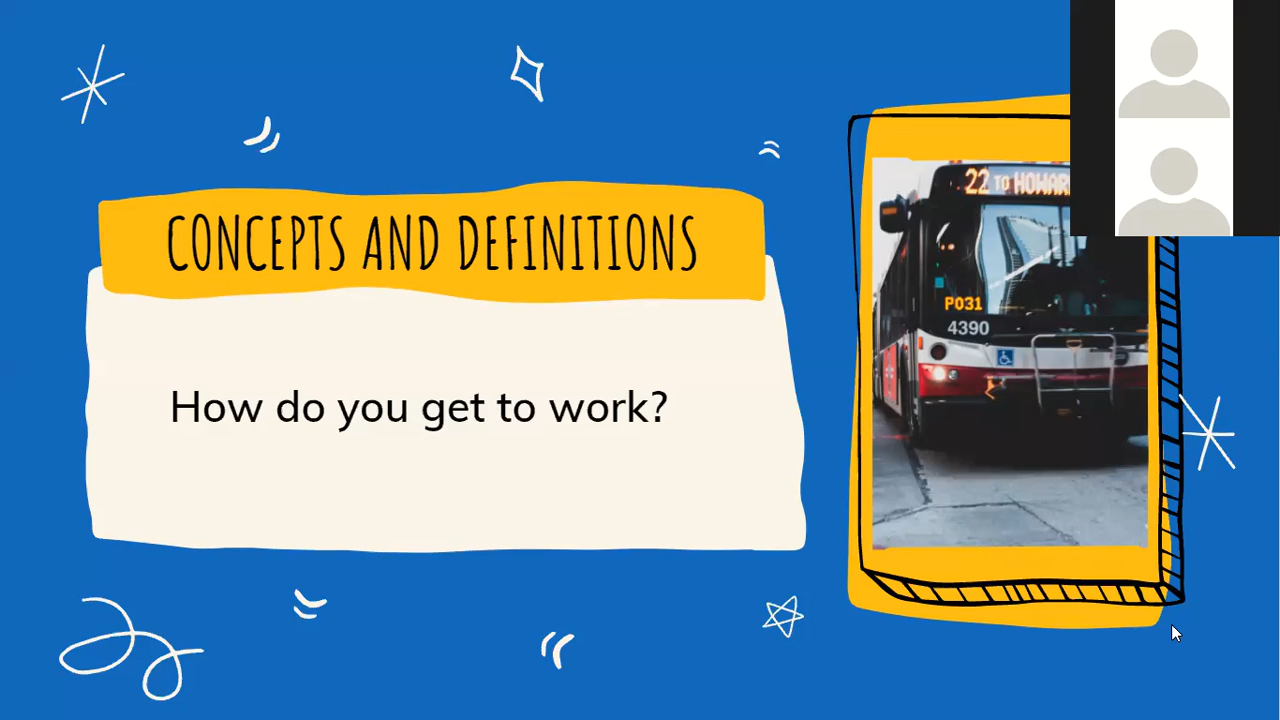 CONCEPTS AND DEFINITIONS
How do you get to work?
22 TO HOWAR
P031
4390